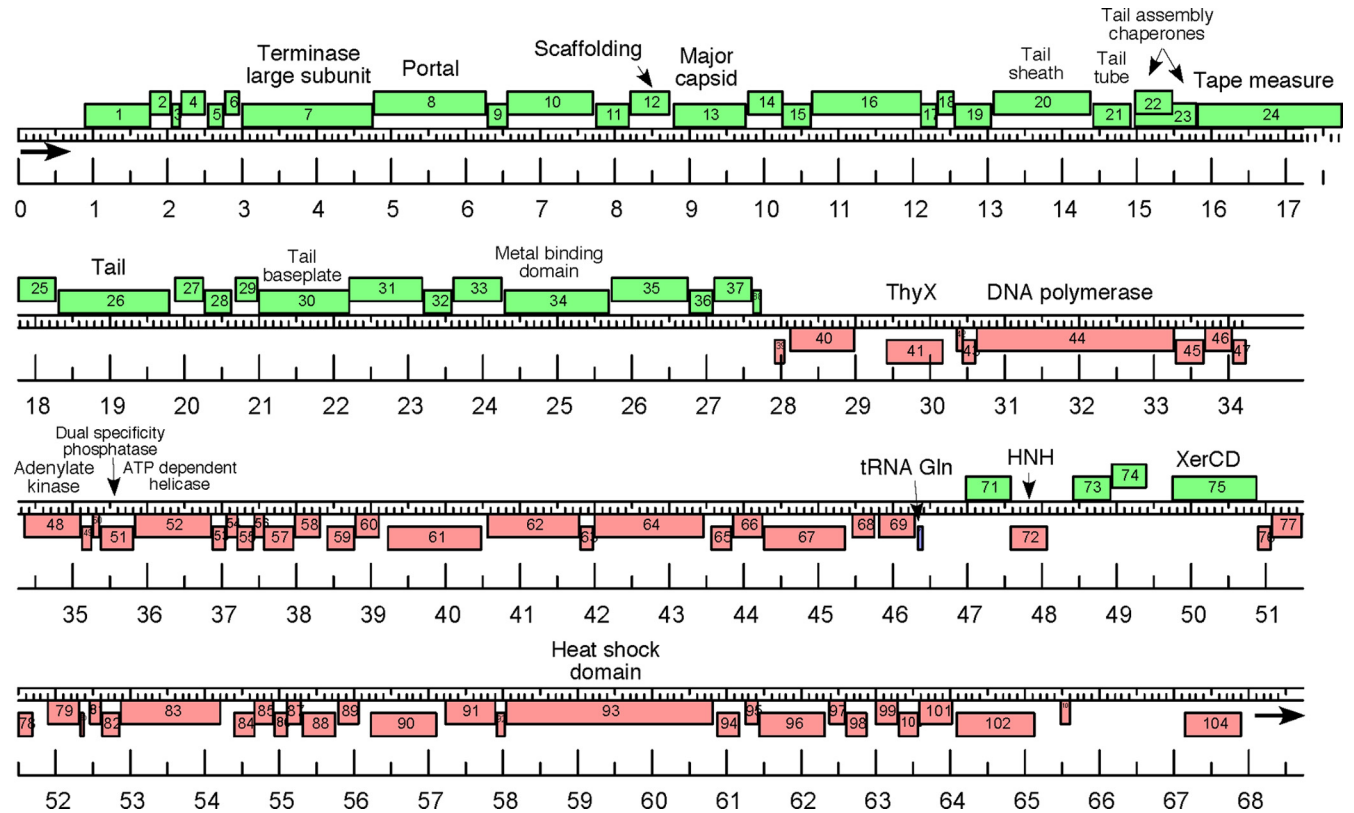 Tail assembly
chaperones
Terminase
large subunit
Portal
Scaffolding
Major
capsid
Tail
sheath
Tail
tube
Tape measure
1 2 3 4 5 6 7 8 9 10 11 12 13 14 15 16 17 18 19 20 21 22 23 24
0 1 2 3 4 5 6 7 8 9 10 11 12 13 14 15 16 17
Tail
Tail
baseplate
Metal binding
domain
ThyX
DNA polymerase
25 26 27 28 29 30 31 32 33 34 35 36 37
40 41 43 44 45 46 47
18 19 20 21 22 23 24 25 26 27 28 29 30 31 32 33 34
Dual specificity
phosphatase
Adenylate
kinase
ATP dependent
helicase
tRNA Gln
HNH
XerCD
71 73 74 75
48 51 52 53 54 55 56 57 58 59 60 61 62 63 64 65 66 67 68 69 72 76 77
35 36 37 38 39 40 41 42 43 44 45 46 47 48 49 50 51
Heat shock
domain
78 79 81 82 83 84 85 86 87 88 89 90 91 93 94 95 96 97 98 99 10 101 102 104
52 53 54 55 56 57 58 59 60 61 62 63 64 65 66 67 68